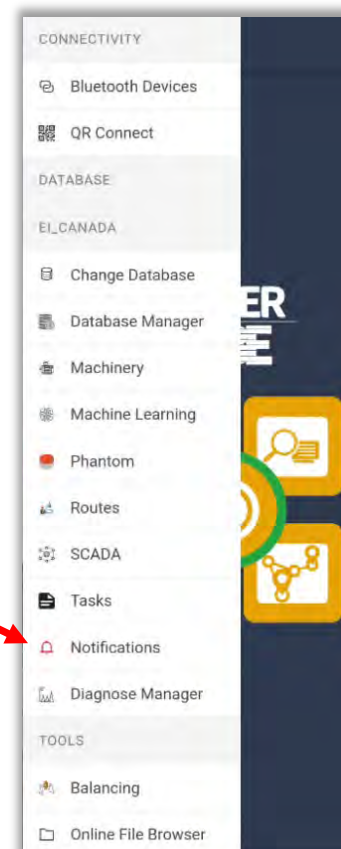 CONNECTIVITY
Bluetooth Devices
QR Connect
DATABASE
EI_CANADA
Change Database
ER
Database Manager
Machinery
Machine Learning
Phantom
Routes
SCADA
Tasks
Notifications
Diagnose Manager
TOOLS
Balancing
Online File Browser